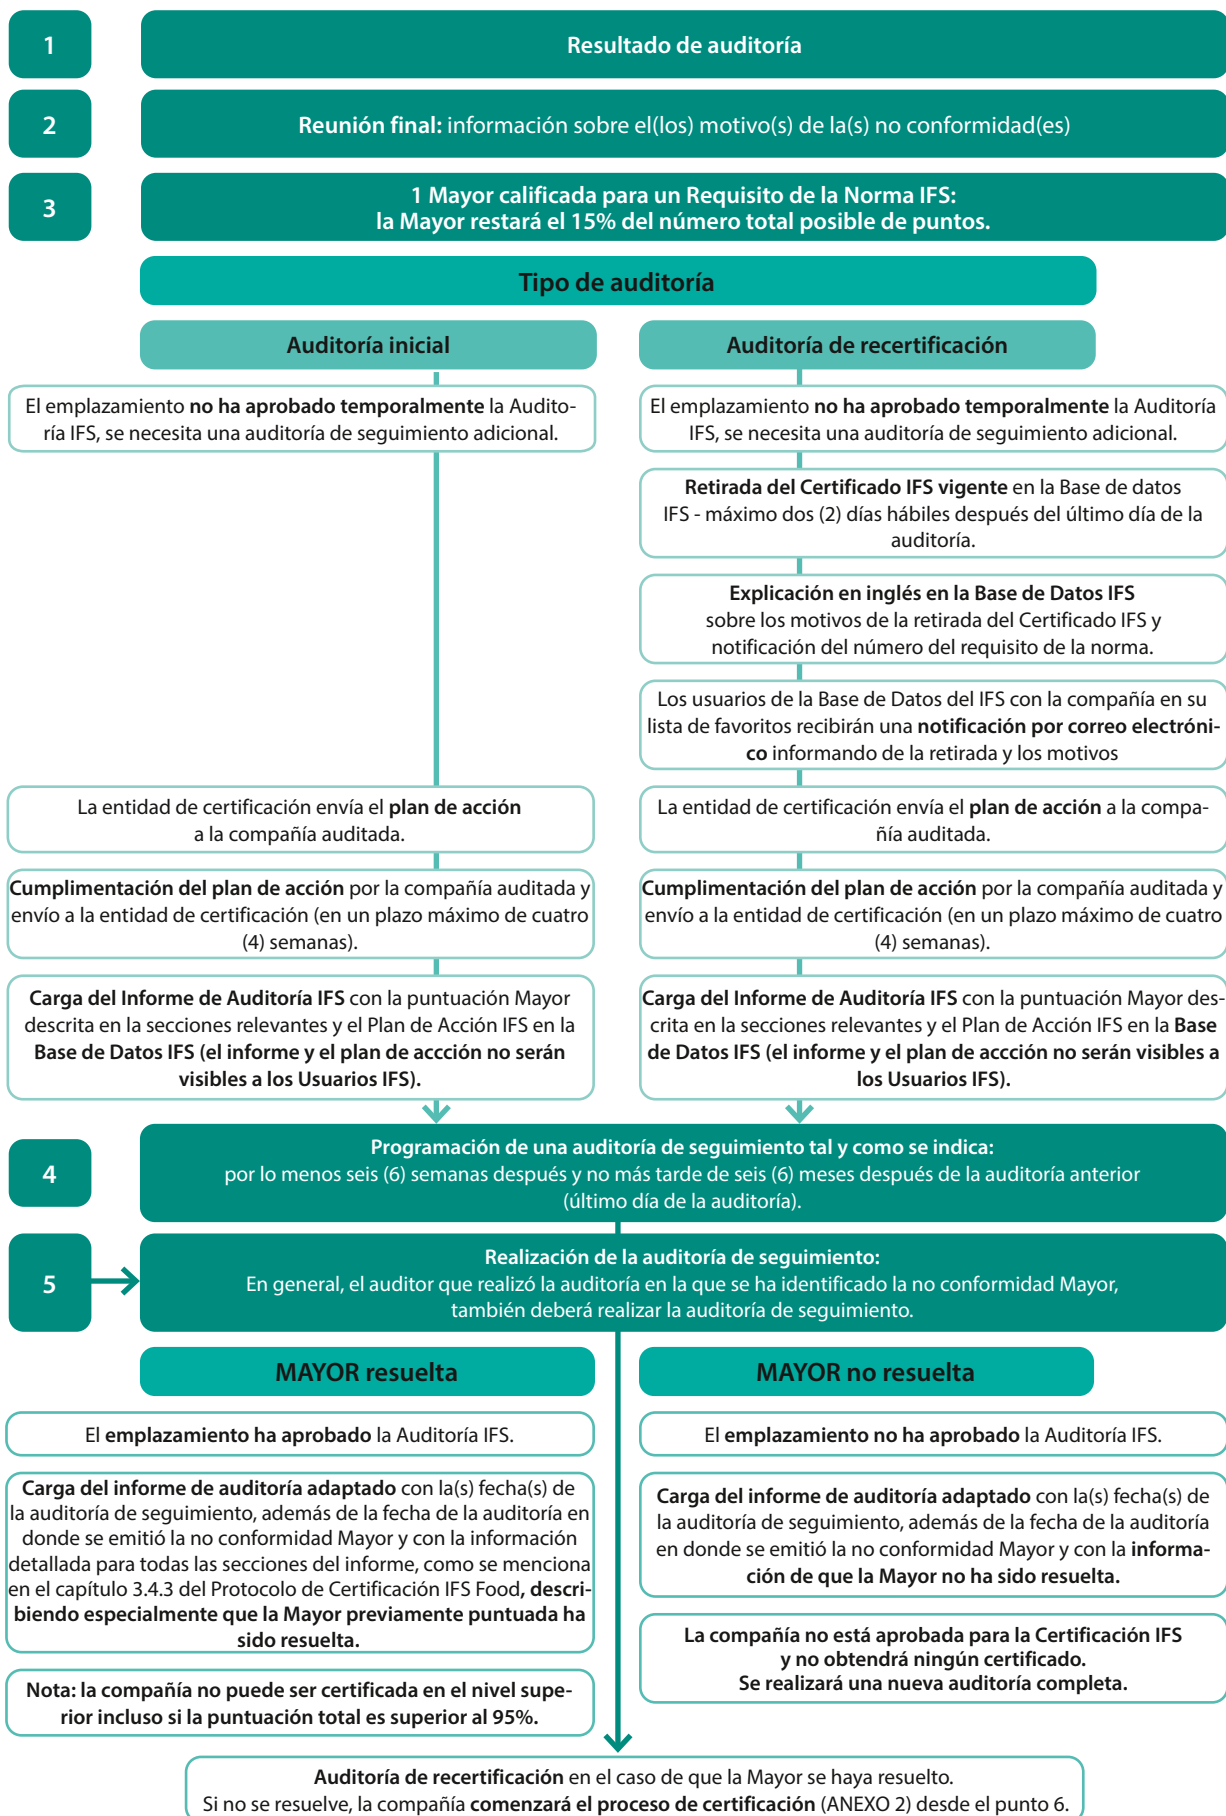 1
Resultado de auditoría
2
Reunión final: información sobre el(los) motivo(s) de la(s) no conformidad(es)
3
1 Mayor calificada para un Requisito de la Norma IFS:
la Mayor restará el 15% del número total posible de puntos.
Tipo de auditoría
Auditoría inicial
El emplazamiento no ha aprobado temporalmente la Audito-
ría IFS, se necesita una auditoría de seguimiento adicional.
La entidad de certificación envía el plan de acción
a la compañía auditada.
Cumplimentación del plan de acción por la compañía auditada y
envío a la entidad de certificación (en un plazo máximo de cuatro
(4) semanas).
Carga del Informe de Auditoría IFS con la puntuación Mayor
descrita en la secciones relevantes y el Plan de Acción IFS en la
Base de Datos IFS (el informe y el plan de accción no serán
visibles a los Usuarios IFS).
Auditoría de recertificación
El emplazamiento no ha aprobado temporalmente la Auditoría
IFS, se necesita una auditoría de seguimiento adicional.
Retirada del Certificado IFS vigente en la Base de datos
IFS - máximo dos (2) días hábiles después del último día de la
auditoría.
Explicación en inglés en la Base de Datos IFS
sobre los motivos de la retirada del Certificado IFS y
notificación del número del requisito de la norma.
Los usuarios de la Base de Datos del IFS con la compañía en su
lista de favoritos recibirán una notificación por correo electróni-
co informando de la retirada y los motivos
La entidad de certificación envía el plan de acción a la compa-
ñía auditada.
Cumplimentación del plan de acción por la compañía auditada y
envío a la entidad de certificación (en un plazo máximo de cuatro
(4) semanas).
Carga del Informe de Auditoría IFS con la puntuación Mayor des-
crita en la secciones relevantes y el Plan de Acción IFS en la Base
de Datos IFS (el informe y el plan de accción no serán visibles a
los Usuarios IFS).
4
Programación de una auditoría de seguimiento tal y como se indica:
por lo menos seis (6) semanas después y no más tarde de seis (6) meses después de la auditoría anterior
(último día de la auditoría).
5
Realización de la auditoría de seguimiento:
En general, el auditor que realizó la auditoría en la que se ha identificado la no conformidad Mayor,
también deberá realizar la auditoría de seguimiento.
MAYOR resuelta
El emplazamiento ha aprobado la Auditoría IFS.
Carga del informe de auditoría adaptado con la(s) fecha(s) de
la auditoría de seguimiento, además de la fecha de la auditoría en
donde se emitió la no conformidad Mayor y con la información
detallada para todas las secciones del informe, como se menciona
en el capítulo 3.4.3 del Protocolo de Certificación IFS Food, descri-
biendo especialmente que la Mayor previamente puntuada ha
sido resuelta.
Nota: la compañía no puede ser certificada en el nivel supe-
rior incluso si la puntuación total es superior al 95%.
MAYOR no resuelta
El emplazamiento no ha aprobado la Auditoría IFS.
Carga del informe de auditoría adaptado con la(s) fecha(s) de
la auditoría de seguimiento, además de la fecha de la auditoría
en donde se emitió la no conformidad Mayor y con la informa-
ción de que la Mayor no ha sido resuelta.
La compañía no está aprobada para la Certificación IFS
y no obtendrá ningún certificado.
Se realizará una nueva auditoría completa.
Auditoría de recertificación en el caso de que la Mayor se haya resuelto.
Si no se resuelve, la compañía comenzará el proceso de certificación (ANEXO 2) desde el punto 6.